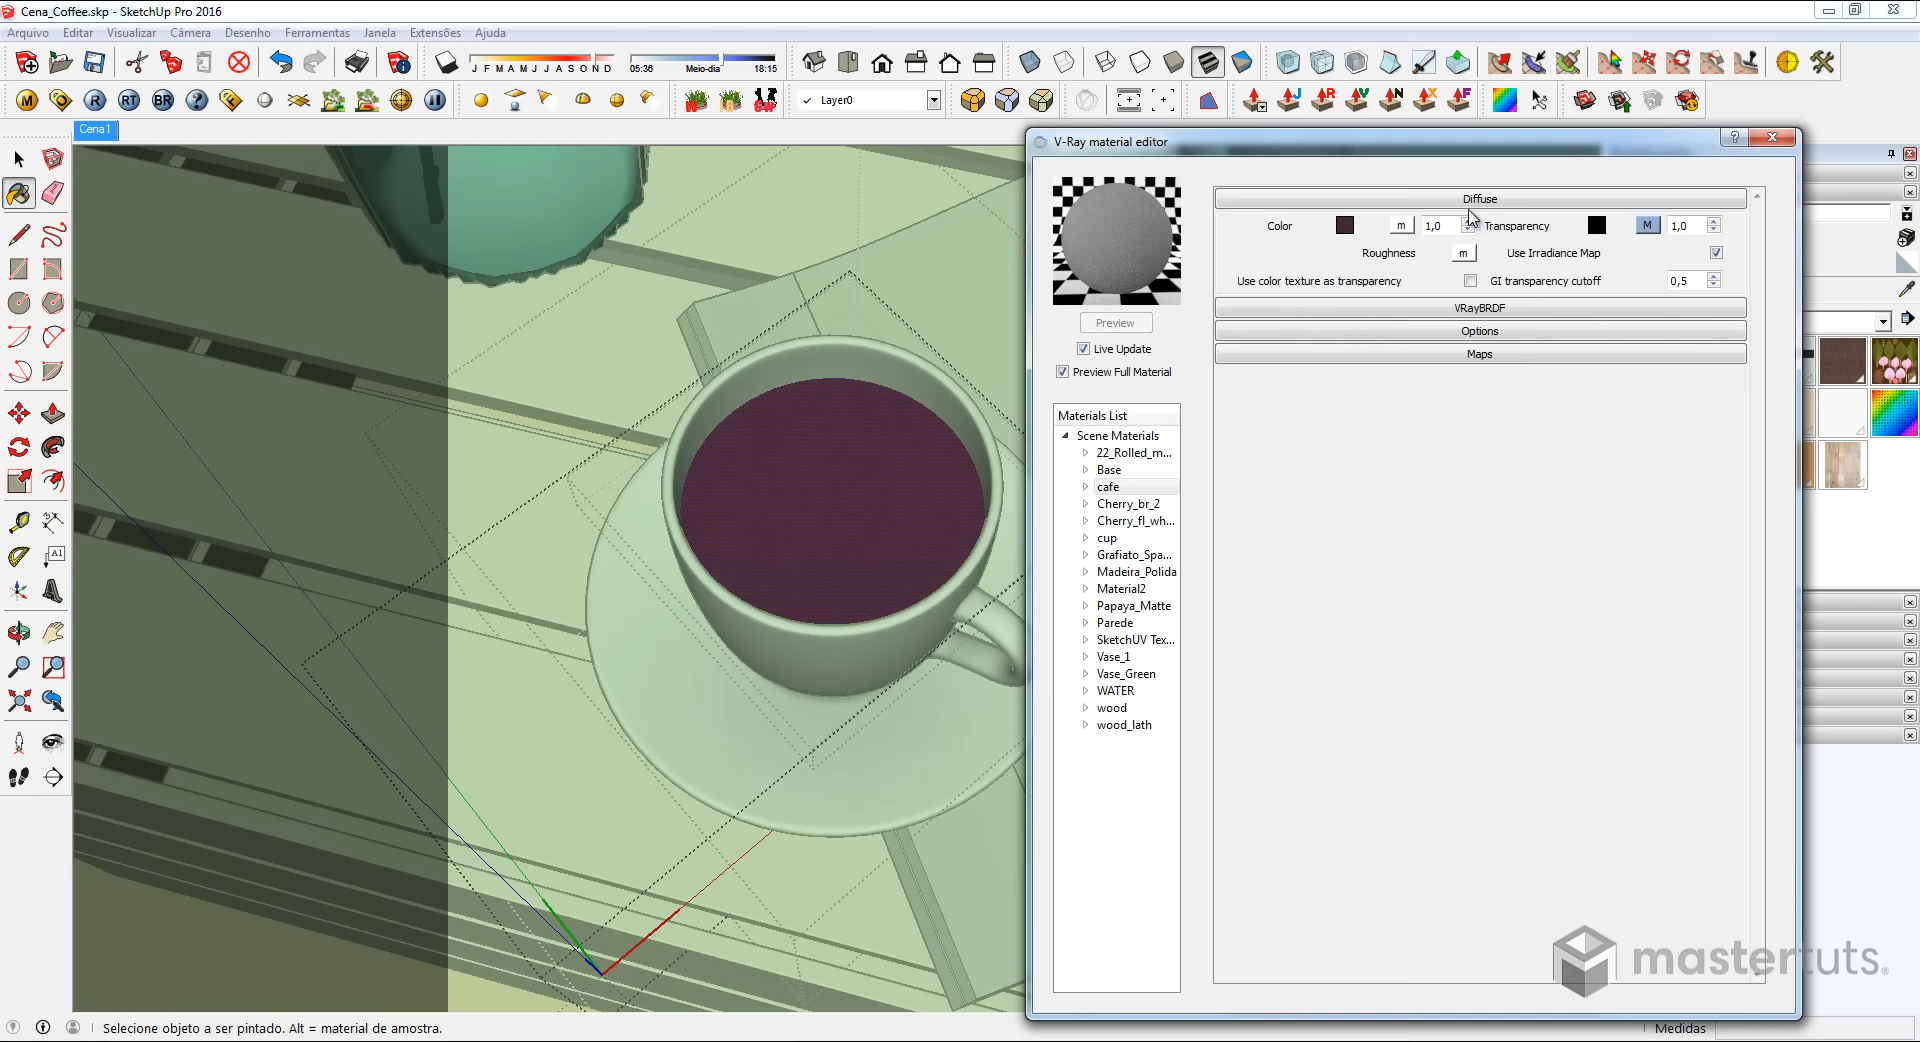 Cena_Coffee.skp - SketchUp Pro 2016
Arquivo Editar Visualizar Câmera Desenho Ferramentas Janela Extensões Ajuda
J F M A M J J A S O N D 05:36 Meio-dia 18:15
M R RT BR Layer0 J R V N X F
Cena1
V-Ray material editor
Diffuse
Color m 1,0 Transparency M 1,0
Roughness m Use Irradiance Map
Use color texture as transparency GI transparency cutoff 0,5
VRayBRDF
Options
Maps
Preview
Live Update
Preview Full Material
Materials List
Scene Materials
22_Rolled_m...
Base
cafe
Cherry_br_2
Cherry_fl_wh...
cup
Grafiato_Spa...
Madeira_Polida
Material2
Papaya_Matte
Parede
SketchUV Tex...
Vase_1
Vase_Green
WATER
wood
wood_lath
A1
mastertuts.®
Selecione objeto a ser pintado. Alt = material de amostra.
Medidas